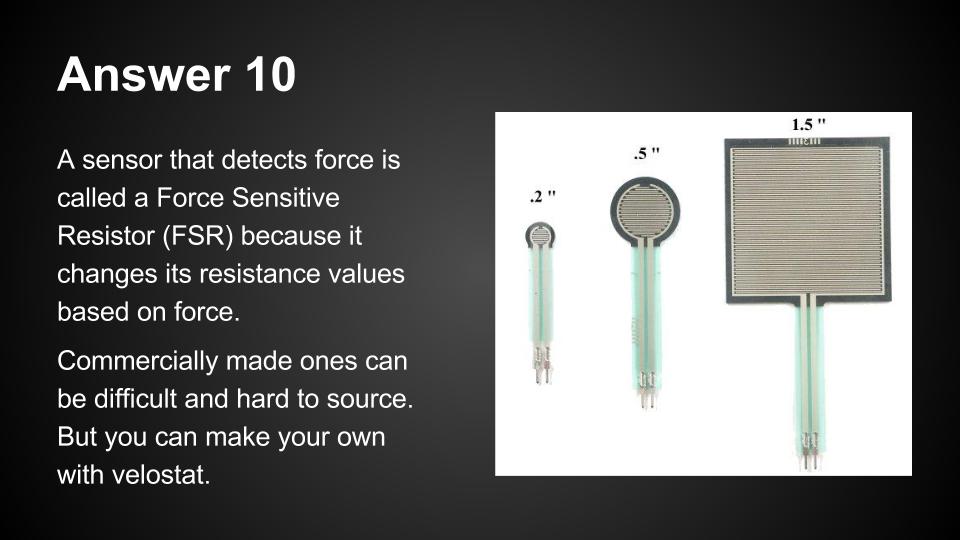 Answer 10
A sensor that detects force is
called a Force Sensitive
Resistor (FSR) because it
changes its resistance values
based on force.
Commercially made ones can
be difficult and hard to source.
But you can make your own
with velostat.
.2 "
.5 "
1.5 "